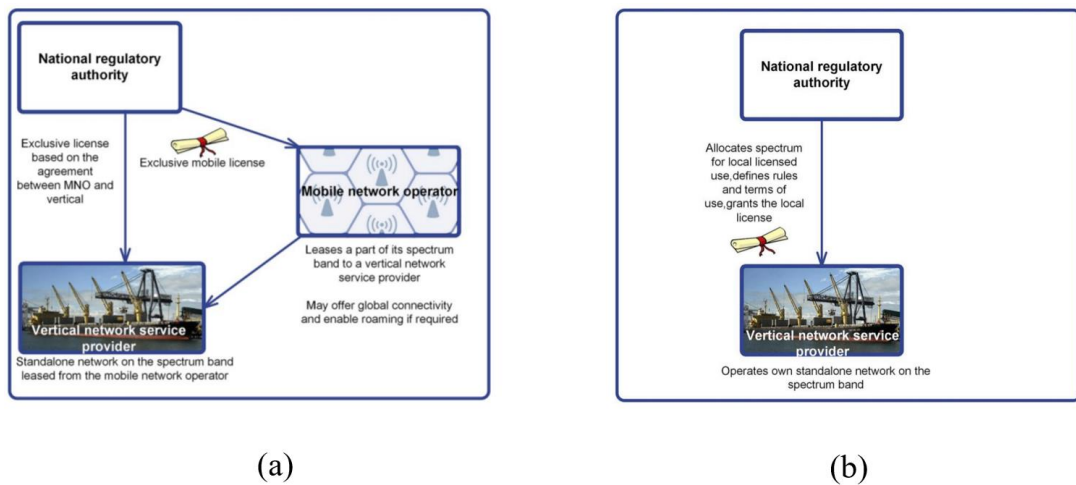 National regulatory
authority
Exclusive license
based on the
agreement
between MNO and
vertical
Exclusive mobile license
Mobile network operator
Leases a part of its spectrum
band to a vertical network
service provider
May offer global connectivity
and enable roaming if required
Vertical network service
provider
Standalone network on the spectrum band
leased from the mobile network operator
(a)
National regulatory
authority
Allocates spectrum
for local licensed
use,defines rules
and terms of
use,grants the local
license
Vertical network service
provider
Operates own standalone network on the
spectrum band
(b)